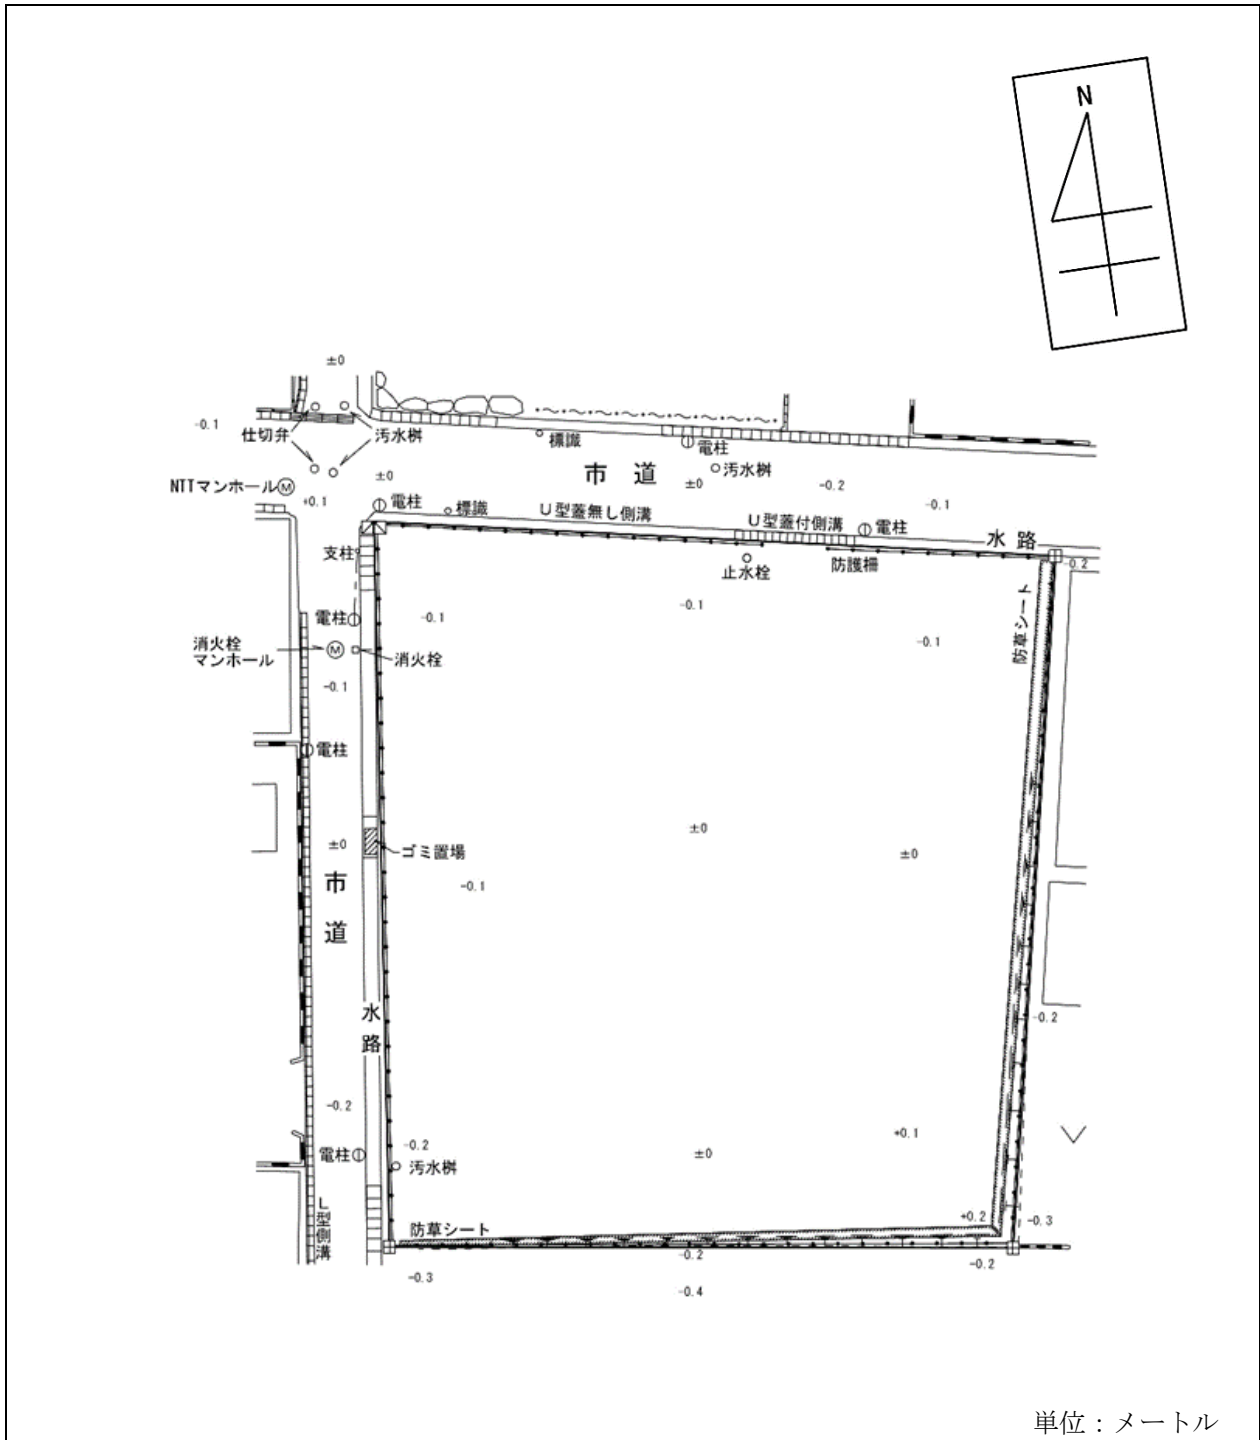 N
±0
-0.1
仕切弁
汚水桝
標識
電柱
市道
汚水桝
±0
±0
-0.2
-0.1
NTTマンホール
M
+0.1
電柱
標識
U型蓋無し側溝
U型蓋付側溝
電柱
水路
支柱
止水栓
防護柵
-0.2
防草シート
電柱
-0.1
-0.1
-0.1
消火栓
マンホール
M
消火栓
-0.1
電柱
±0
±0
±0
ゴミ置場
-0.1
市道
水路
-0.2
-0.2
+0.1
-0.2
電柱
汚水桝
±0
L型側溝
防草シート
+0.2
-0.3
-0.2
-0.2
-0.3
-0.4
単位：メートル